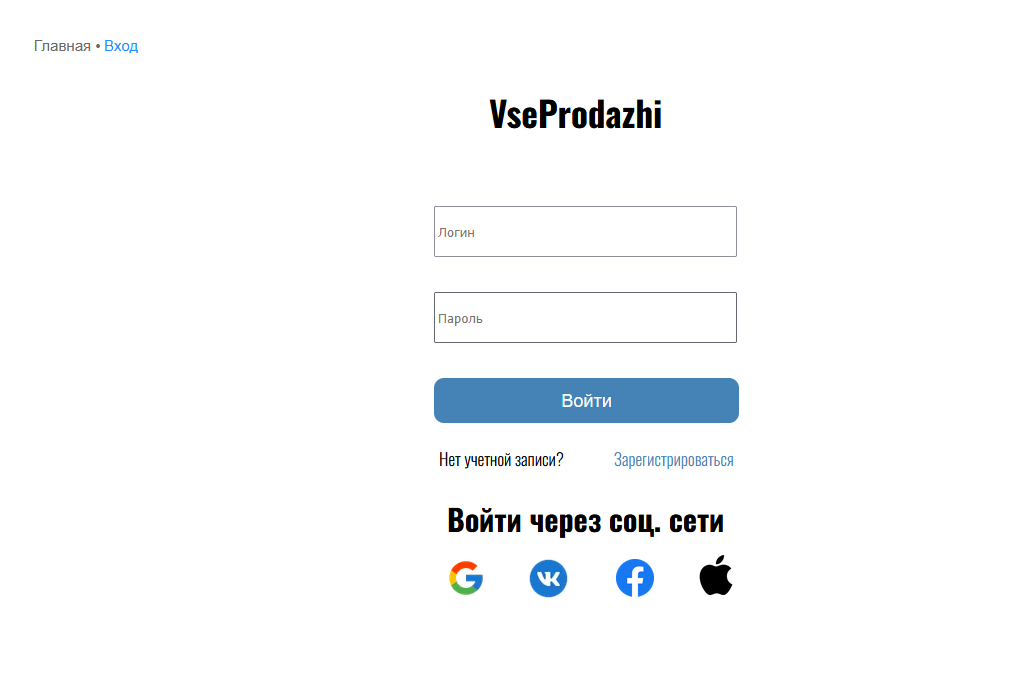 Главная • Вход
VseProdazhi
Логин
Пароль
Войти
Нет учетной записи? Зарегистрироваться
Войти через соц. сети